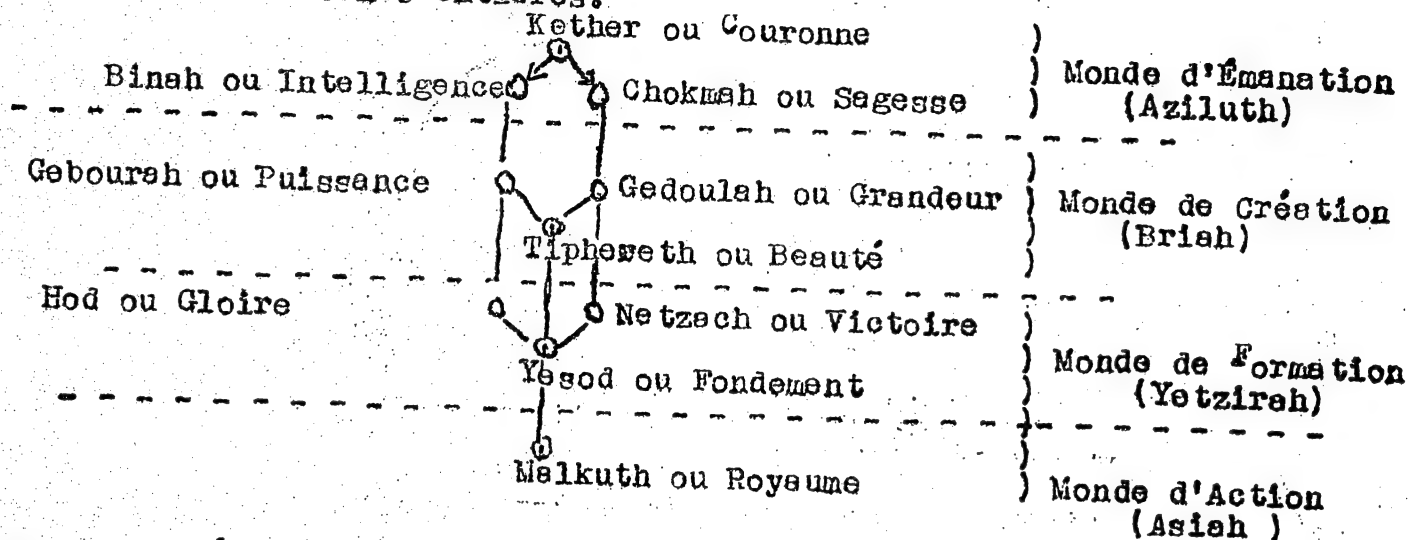 Kether ou Couronne
Binah ou Intelligence
Chokmah ou Sagesse
Monde d'Émanation
(Aziluth)
Gebourah ou Puissance
Gedoulah ou Grandeur
Monde de Création
(Briah)
Tiphereth ou Beauté
Hod ou Gloire
Netzach ou Victoire
Yesod ou Fondement
Monde de Formation
(Yetzirah)
Malkuth ou Royaume
Monde d'Action
(Asiah )